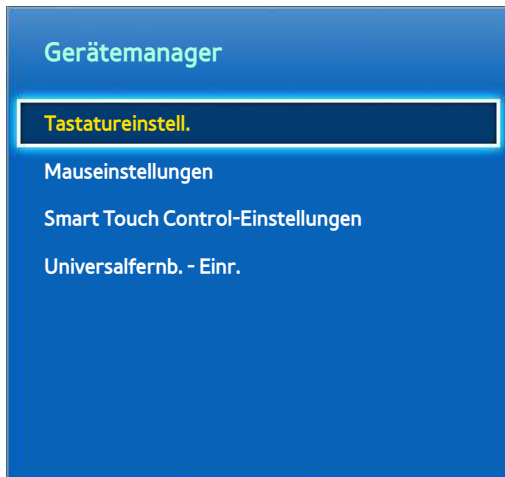 Gerätemanager
Tastatureinstell.
Mauseinstellungen
Smart Touch Control-Einstellungen
Universalfernb. - Einr.